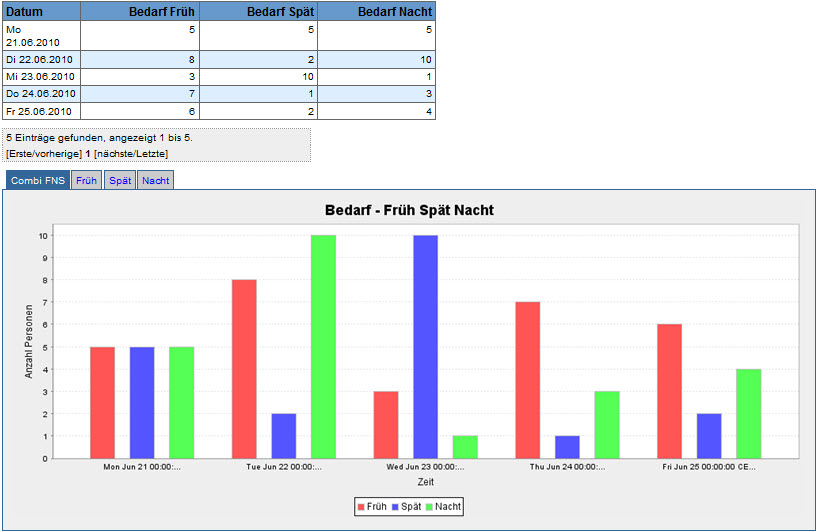 Datum Bedarf Früh Bedarf Spät Bedarf Nacht
Mo 5 5 5
21.06.2010
Di 22.06.2010 8 2 10
Mi 23.06.2010 3 10 1
Do 24.06.2010 7 1 3
Fr 25.06.2010 6 2 4
5 Einträge gefunden, angezeigt 1 bis 5.
[Erste/vorherige] 1 [nächste/Letzte]
Combi FNS Früh Spät Nacht
Bedarf - Früh Spät Nacht
Anzahl Personen
10
9
8
7
6
5
4
3
2
1
0
Mon Jun 21 00:00:... Tue Jun 22 00:00:... Wed Jun 23 00:00:... Thu Jun 24 00:00:... Fri Jun 25 00:00:00 CE...
Zeit
Früh Spät Nacht